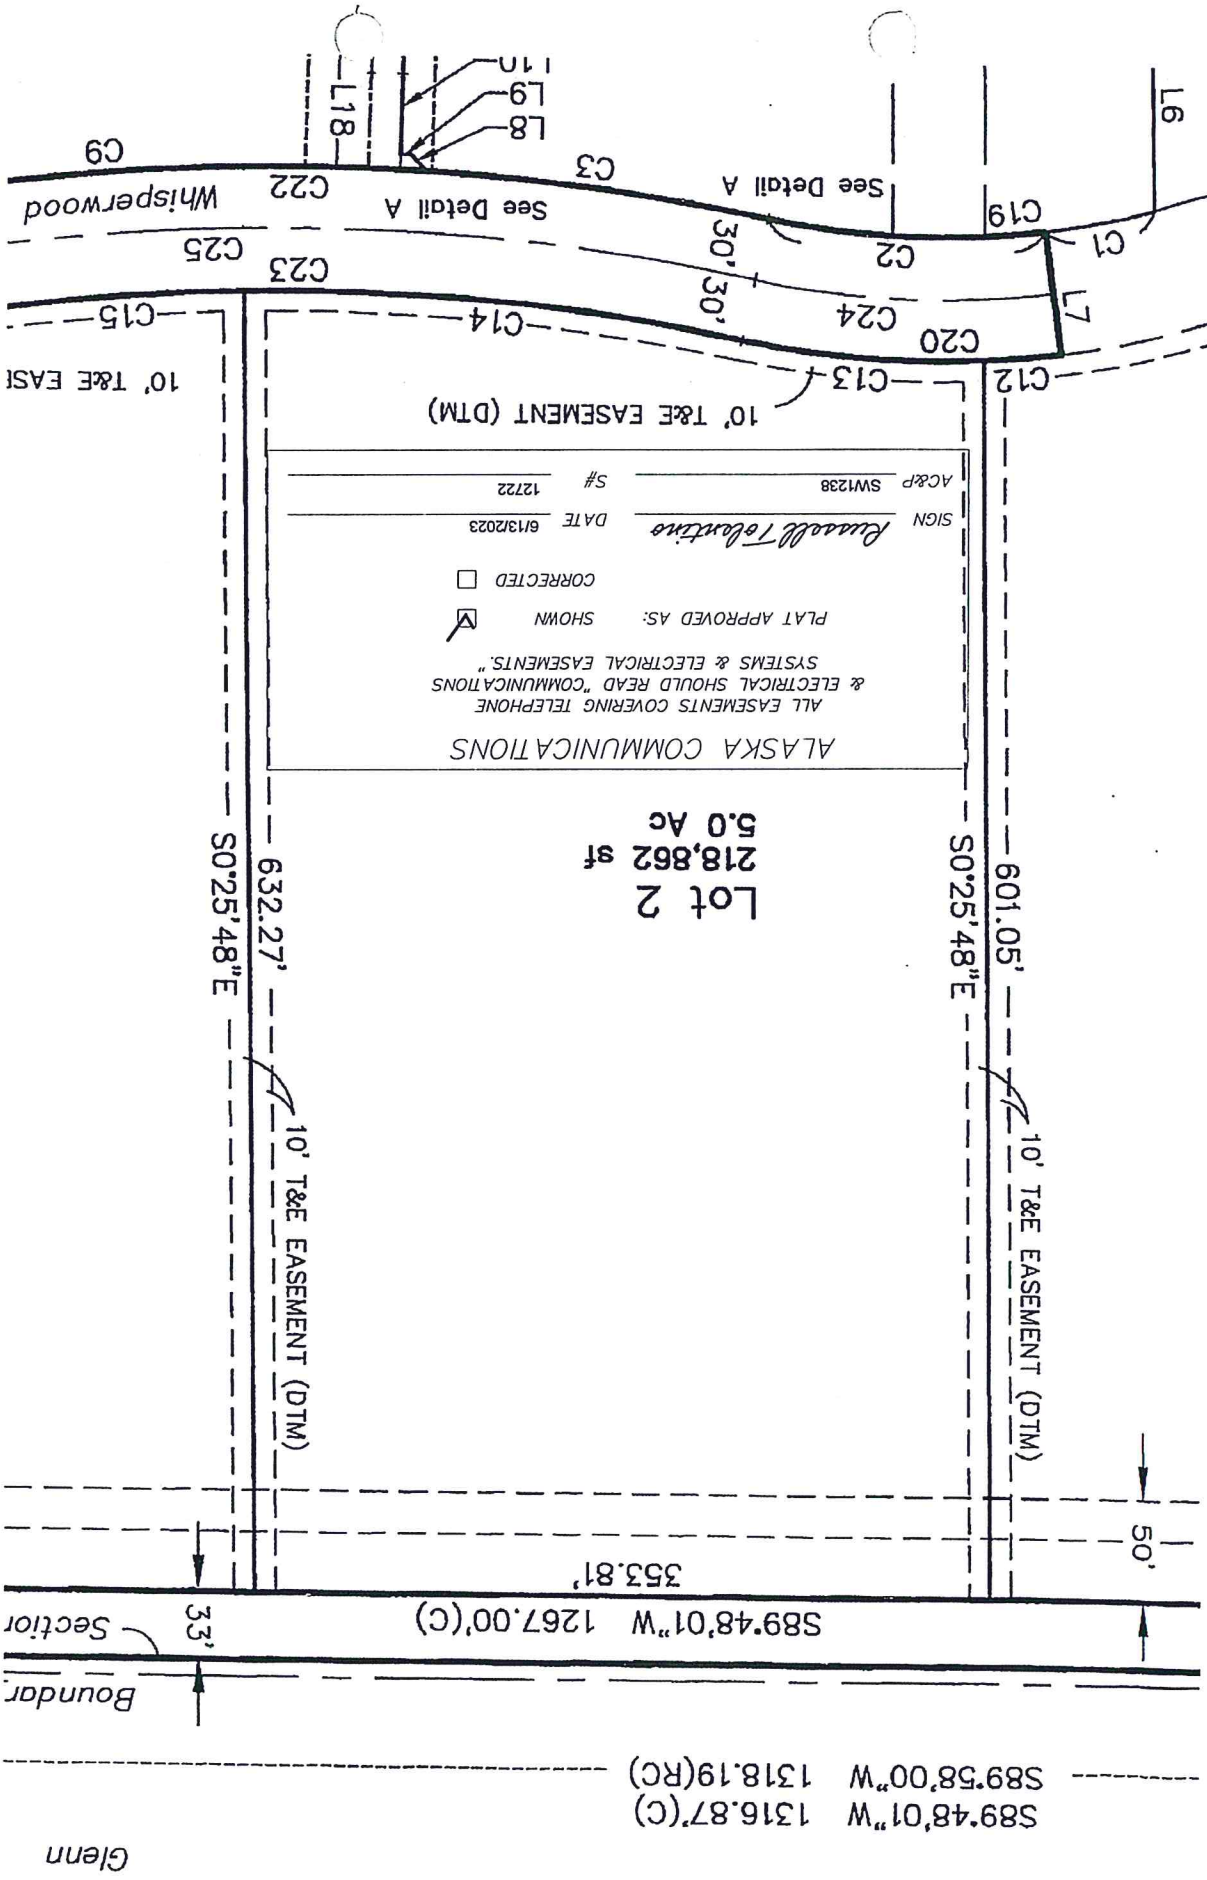 Glenn
S89°48'01"W 1316.87'(C)
S89°58'00"W 1318.19(RC)
Boundar
Section
33'
S89°48'01"W 1267.00'(C)
353.81'
50'
10' T&E EASEMENT (DTM)
10' T&E EASEMENT (DTM)
601.05'
S0°25'48"E
632.27'
S0°25'48"E
Lot 2
218,862 sf
5.0 Ac
ALASKA COMMUNICATIONS
ALL EASEMENTS COVERING TELEPHONE
& ELECTRICAL SHOULD READ "COMMUNICATIONS
SYSTEMS & ELECTRICAL EASEMENTS."
PLAT APPROVED AS: SHOWN
CORRECTED
SIGN Russell Tolentino DATE 6/13/2023
AC&P SW1238 S# 12722
10' T&E EASEMENT (DTM)
10' T&E EASE
C12
C13
C14
C15
C20
C23
L7
C24
30'
30'
C25
C1
C2
C19
See Detail A
See Detail A
Whisperwood
C3
C22
C9
L6
L8
L9
L10
L18